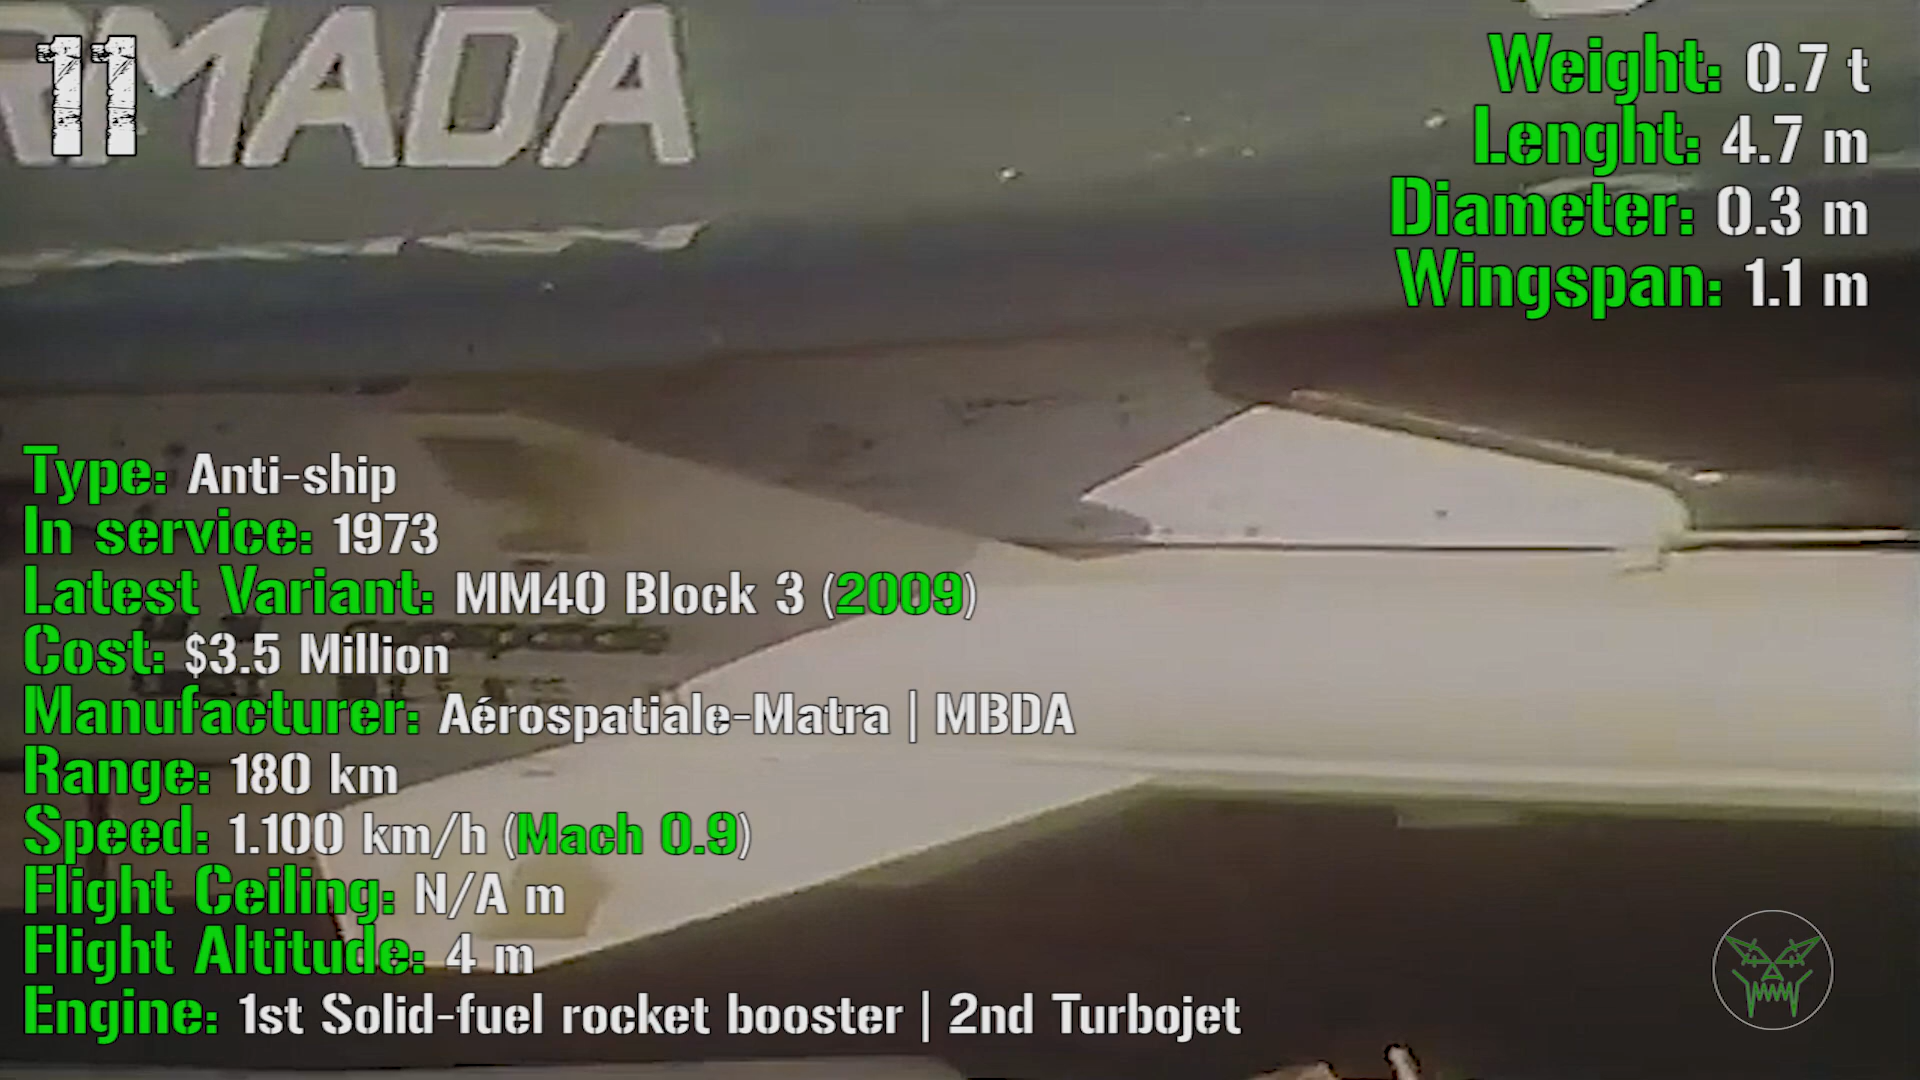 RMADA
11
Weight: 0.7 t
Lenght: 4.7 m
Diameter: 0.3 m
Wingspan: 1.1 m
Type: Anti-ship
In service: 1973
Latest Variant: MM40 Block 3 (2009)
Cost: $3.5 Million
Manufacturer: Aérospatiale-Matra | MBDA
Range: 180 km
Speed: 1.100 km/h (Mach 0.9)
Flight Ceiling: N/A m
Flight Altitude: 4 m
Engine: 1st Solid-fuel rocket booster | 2nd Turbojet